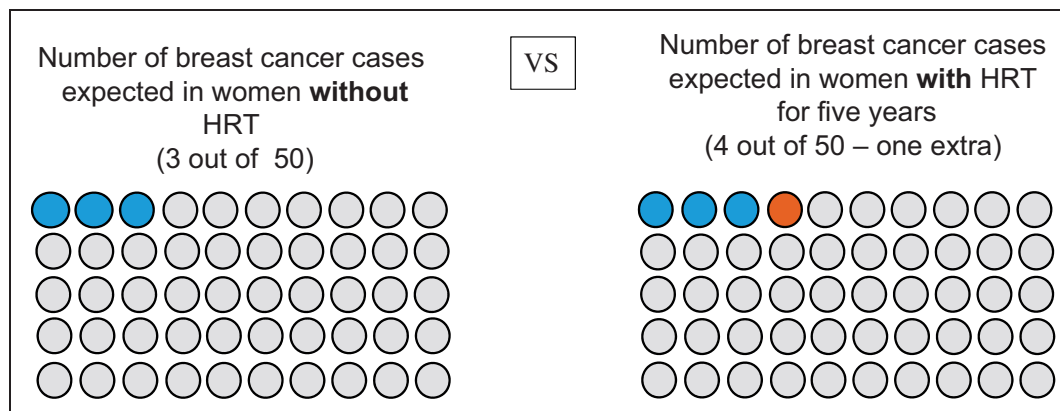 Number of breast cancer cases
expected in women without
HRT
(3 out of 50)
VS
Number of breast cancer cases
expected in women with HRT
for five years
(4 out of 50 – one extra)